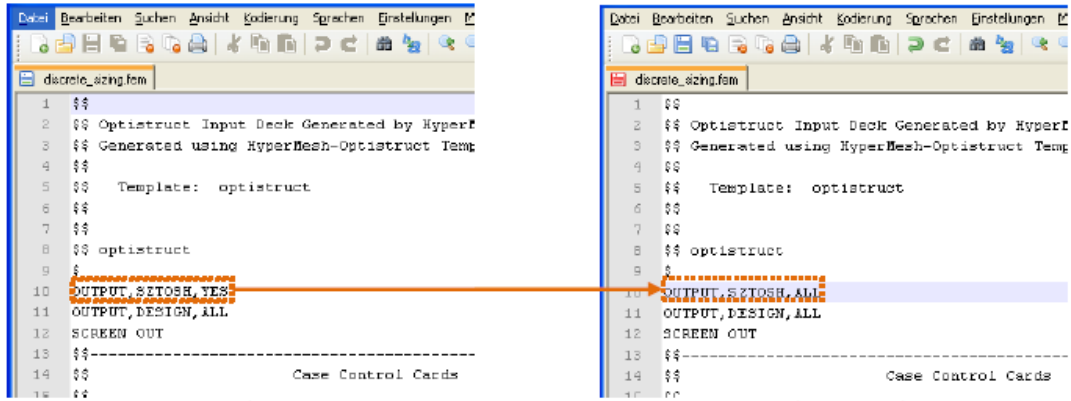 Datei Bearbeiten Suchen Ansicht Kodierung Sprachen Einstellungen
discrete_sizing.fem
1 $$
2 $$ Optistruct Input Deck Generated by
3 $$ Generated using HyperMesh-Optistruct
4 $$
5 $$ Template: optistruct
6 $$
7 $$
8 $$ optistruct
9 $
10 OUTPUT,SZTOSH,YES
11 OUTPUT,DESIGN,ALL
12 SCREEN OUT
13 $$--------------------------------------------
14 $$ Case Control Cards
Datei Bearbeiten Suchen Ansicht Kodierung Sprachen Einstellungen
discrete_sizing.fem
1 $$
2 $$ Optistruct Input Deck Generated by
3 $$ Generated using HyperMesh-Optistruct
4 $$
5 $$ Template: optistruct
6 $$
7 $$
8 $$ optistruct
9 $
10 OUTPUT,SZTOSH,ALL
11 OUTPUT,DESIGN,ALL
12 SCREEN OUT
13 $$--------------------------------------------
14 $$ Case Control Cards